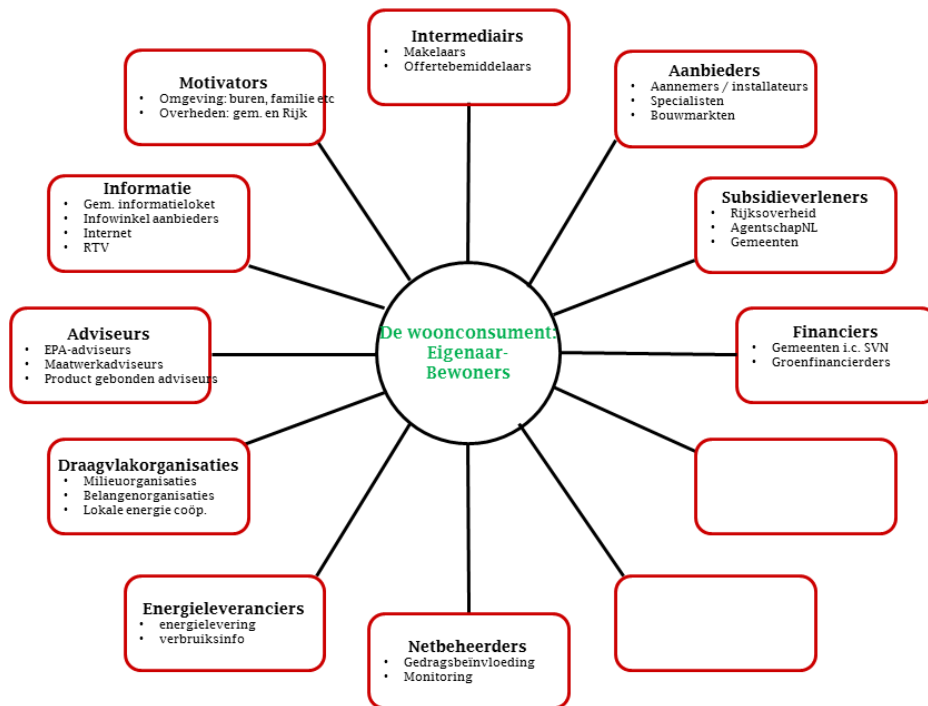 Intermediairs
• Makelaars
• Offertebemiddelaars
Aanbieders
• Aannemers / installateurs
• Specialisten
• Bouwmarkten
Motivators
• Omgeving: buren, familie etc
• Overheden: gem. en Rijk
Informatie
• Gem. informatieloket
• Infowinkel aanbieders
• Internet
• RTV
Subsidieverleners
• Rijksoverheid
• AgentschapNL
• Gemeenten
De woonconsument:
Eigenaar-
Bewoners
Adviseurs
• EPA-adviseurs
• Maatwerkadviseurs
• Product gebonden adviseurs
Financiers
• Gemeenten i.c. SVN
• Groenfinancierders
Draagvlakorganisaties
• Milieuorganisaties
• Belangenorganisaties
• Lokale energie coöp.
Energieleveranciers
• energielevering
• verbruiksinfo
Netbeheerders
• Gedragsbeïnvloeding
• Monitoring